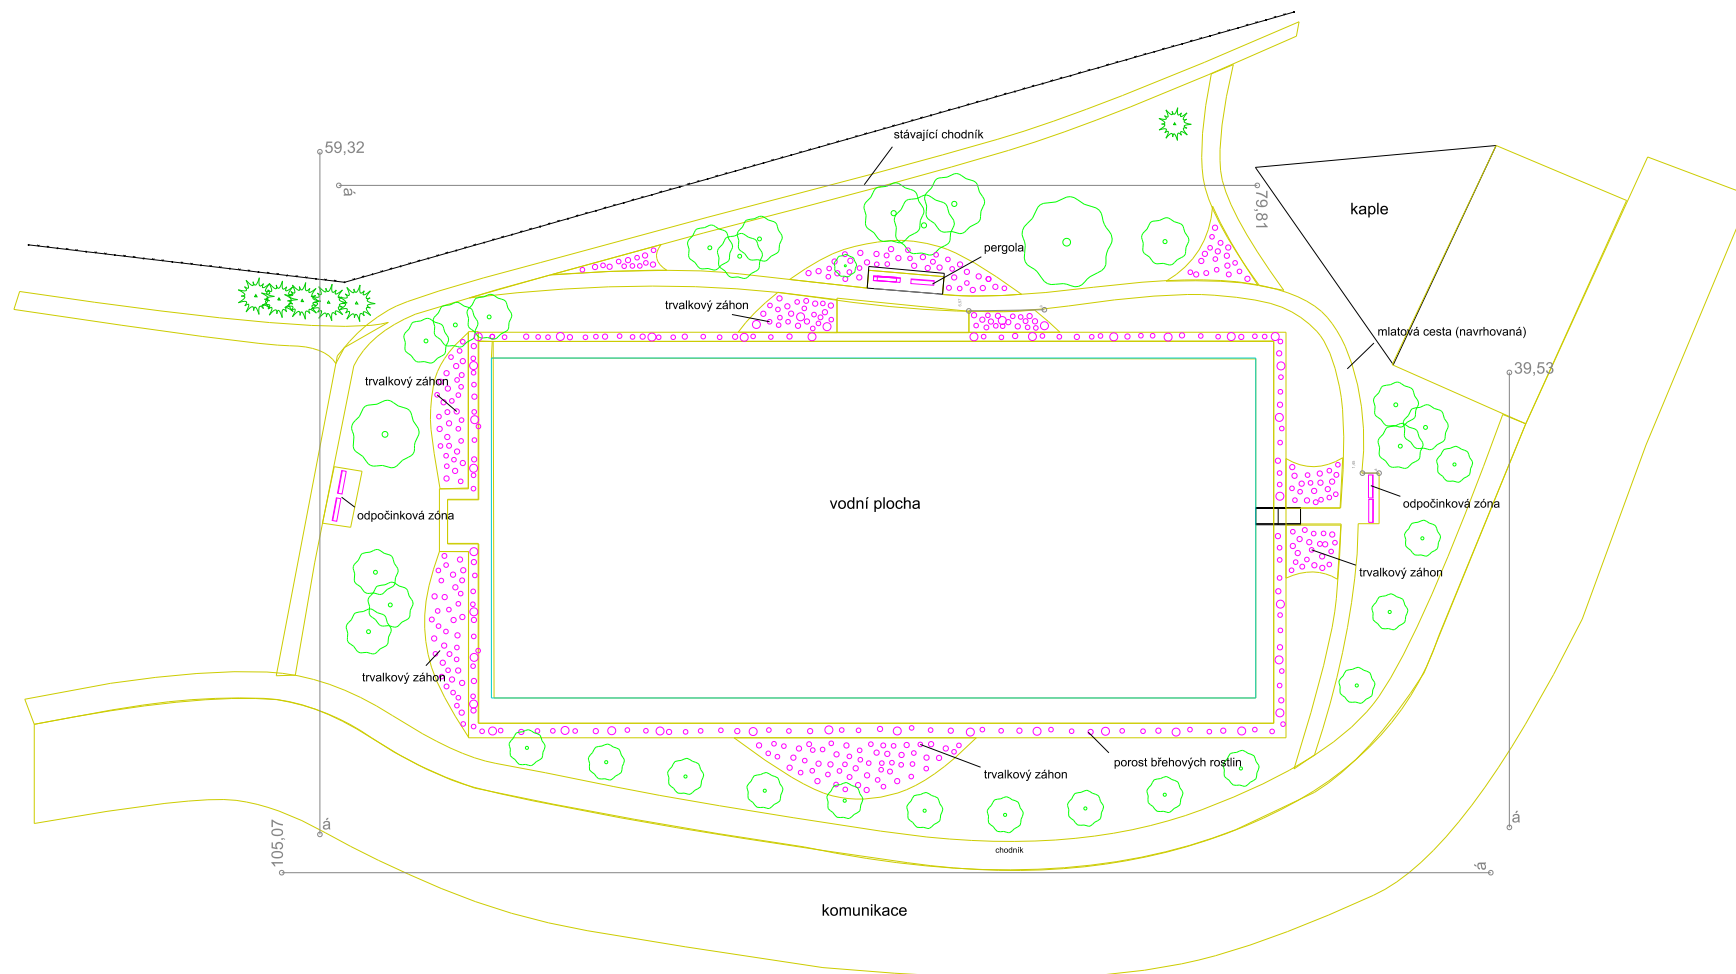 stávající chodník
59,32
á
79,81
kaple
pergola
trvalkový záhon
mlatová cesta (navrhovaná)
39,53
trvalkový záhon
vodní plocha
odpočinková zóna
odpočinková zóna
trvalkový záhon
trvalkový záhon
porost břehových rostlin
trvalkový záhon
á
á
105,07
chodník
á
komunikace